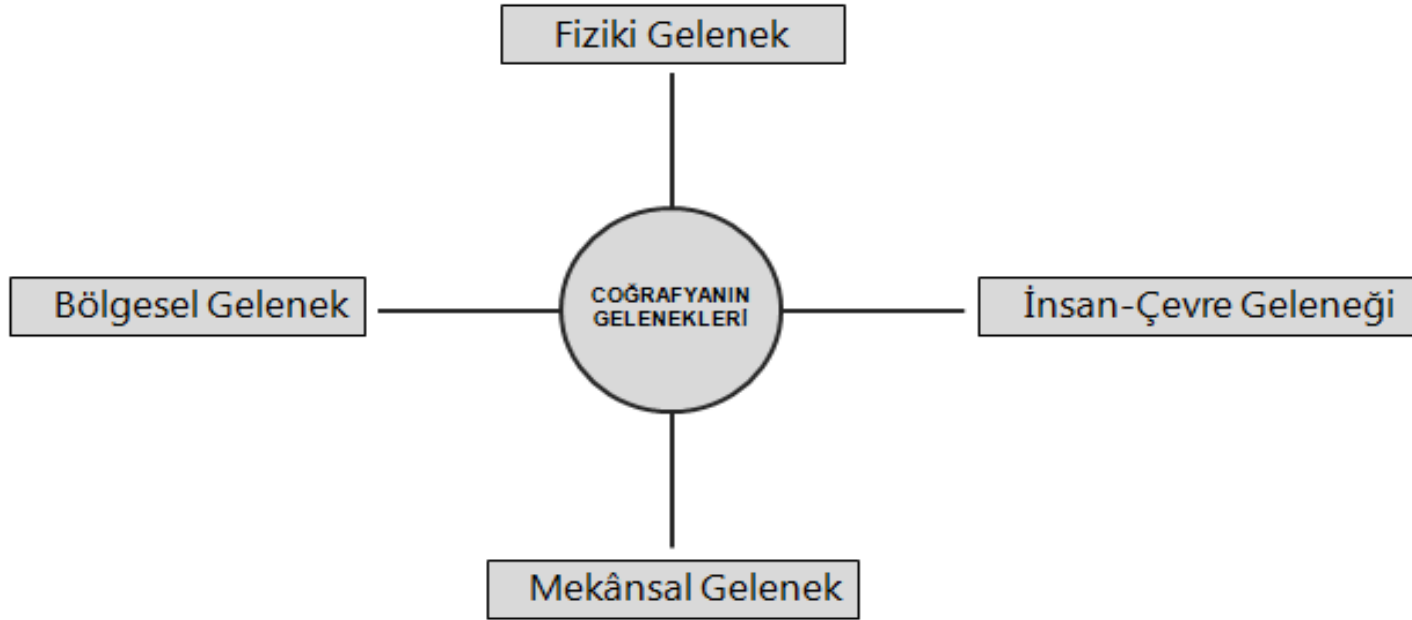 Fiziki Gelenek
Bölgesel Gelenek
COĞRAFYANIN
GELENEKLERİ
İnsan-Çevre Geleneği
Mekânsal Gelenek